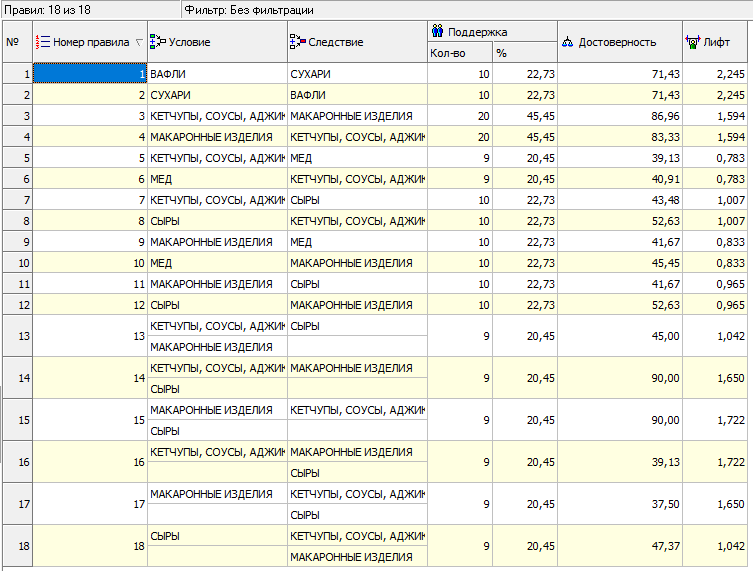 Правил: 18 из 18 Фильтр: Без фильтрации
№ Номер правила Условие Следствие Поддержка Достоверность Лифт
Кол-во %
1 1 ВАФЛИ СУХАРИ 10 22,73 71,43 2,245
2 2 СУХАРИ ВАФЛИ 10 22,73 71,43 2,245
3 3 КЕТЧУПЫ, СОУСЫ, АДЖИК МАКАРОННЫЕ ИЗДЕЛИЯ 20 45,45 86,96 1,594
4 4 МАКАРОННЫЕ ИЗДЕЛИЯ КЕТЧУПЫ, СОУСЫ, АДЖИК 20 45,45 83,33 1,594
5 5 КЕТЧУПЫ, СОУСЫ, АДЖИК МЕД 9 20,45 39,13 0,783
6 6 МЕД КЕТЧУПЫ, СОУСЫ, АДЖИК 9 20,45 40,91 0,783
7 7 КЕТЧУПЫ, СОУСЫ, АДЖИК СЫРЫ 10 22,73 43,48 1,007
8 8 СЫРЫ КЕТЧУПЫ, СОУСЫ, АДЖИК 10 22,73 52,63 1,007
9 9 МАКАРОННЫЕ ИЗДЕЛИЯ МЕД 10 22,73 41,67 0,833
10 10 МЕД МАКАРОННЫЕ ИЗДЕЛИЯ 10 22,73 45,45 0,833
11 11 МАКАРОННЫЕ ИЗДЕЛИЯ СЫРЫ 10 22,73 41,67 0,965
12 12 СЫРЫ МАКАРОННЫЕ ИЗДЕЛИЯ 10 22,73 52,63 0,965
13 13 КЕТЧУПЫ, СОУСЫ, АДЖИК СЫРЫ 9 20,45 45,00 1,042
МАКАРОННЫЕ ИЗДЕЛИЯ
14 14 КЕТЧУПЫ, СОУСЫ, АДЖИК МАКАРОННЫЕ ИЗДЕЛИЯ 9 20,45 90,00 1,650
СЫРЫ
15 15 МАКАРОННЫЕ ИЗДЕЛИЯ КЕТЧУПЫ, СОУСЫ, АДЖИК 9 20,45 90,00 1,722
СЫРЫ
16 16 КЕТЧУПЫ, СОУСЫ, АДЖИК МАКАРОННЫЕ ИЗДЕЛИЯ 9 20,45 39,13 1,722
СЫРЫ
17 17 МАКАРОННЫЕ ИЗДЕЛИЯ КЕТЧУПЫ, СОУСЫ, АДЖИК 9 20,45 37,50 1,650
СЫРЫ
18 18 СЫРЫ КЕТЧУПЫ, СОУСЫ, АДЖИК 9 20,45 47,37 1,042
МАКАРОННЫЕ ИЗДЕЛИЯ